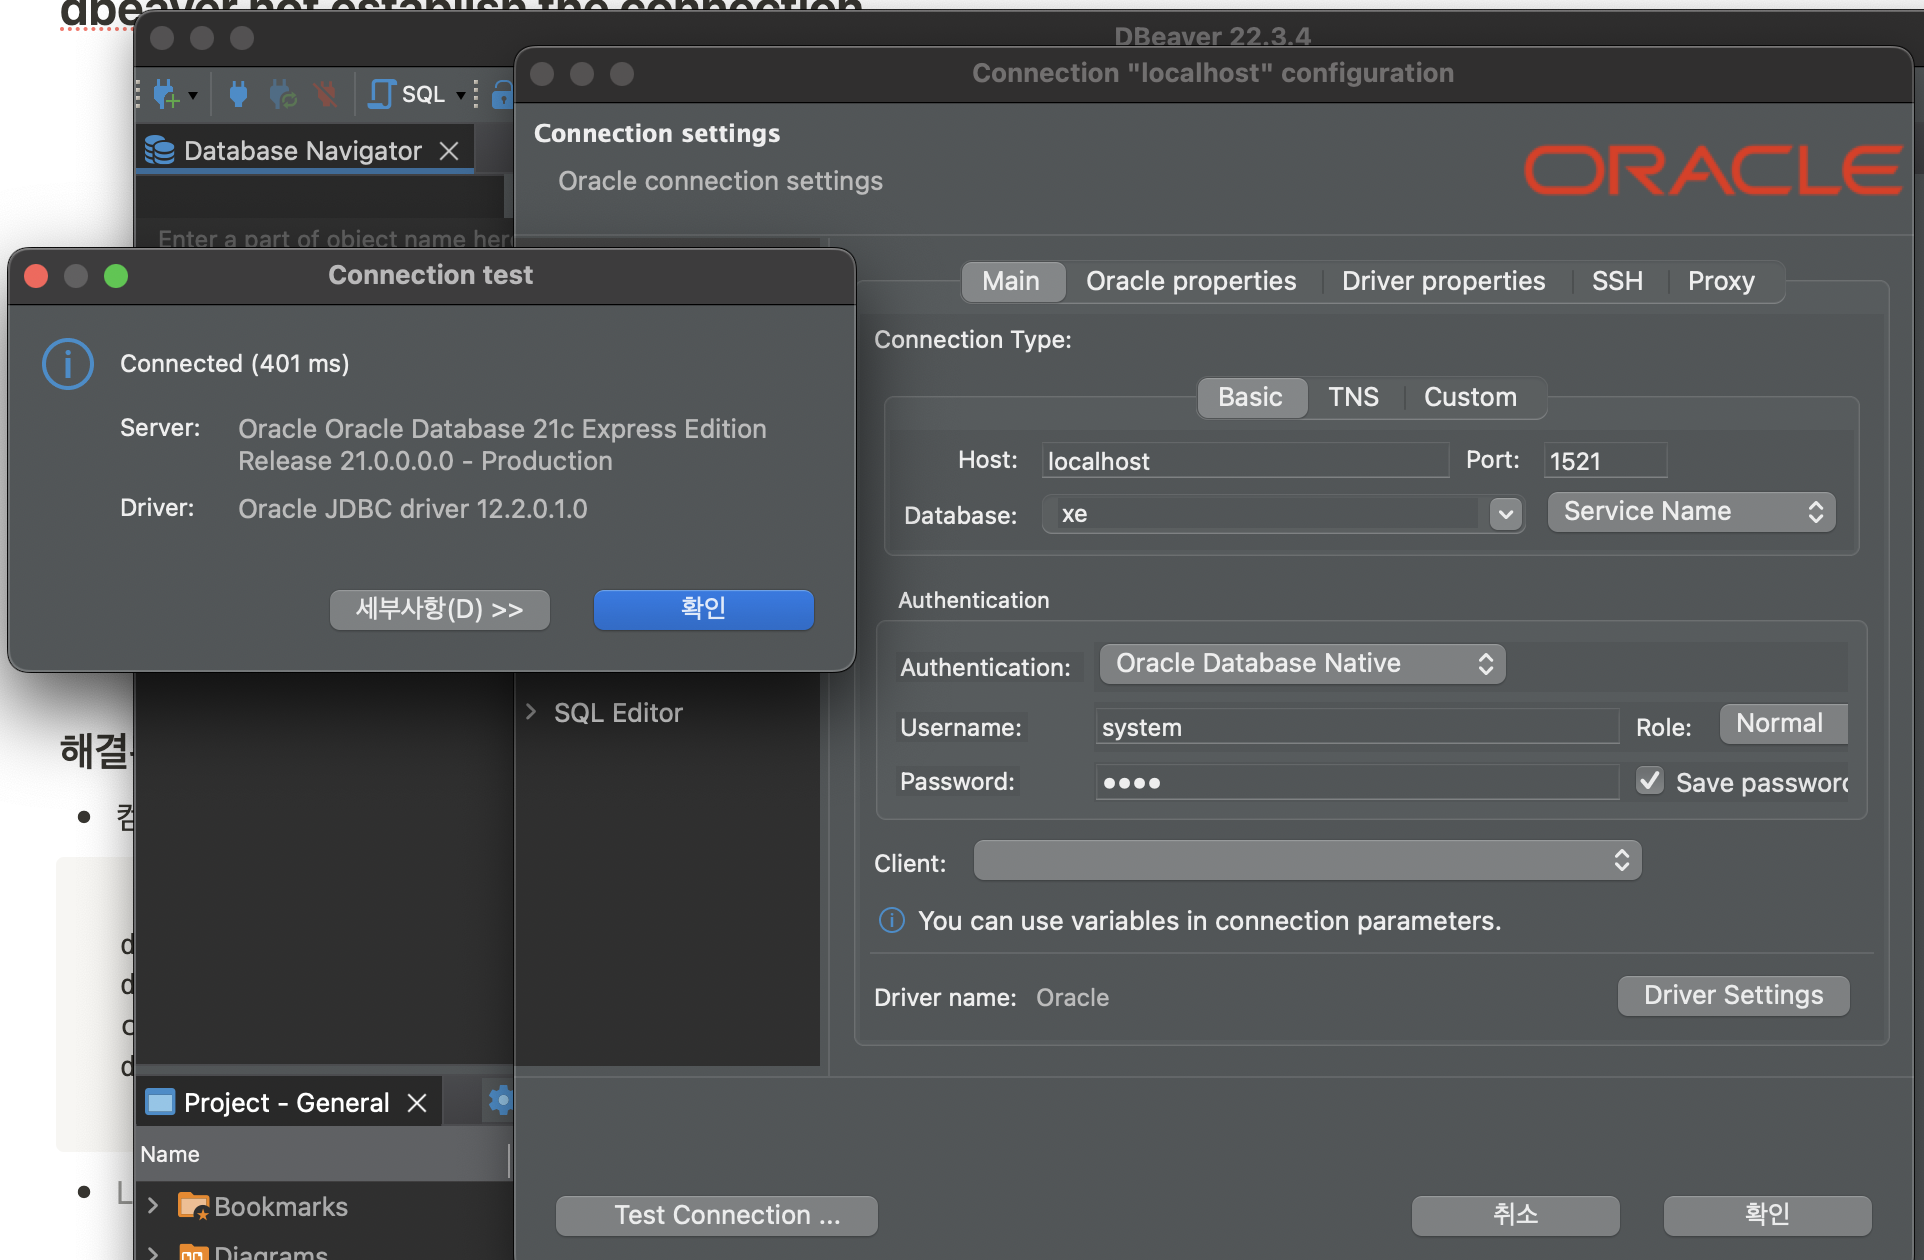 dbeaver not establish the connection
DBeaver 22.3.4
SQL
Database Navigator
Enter a part of object name here
Connection "localhost" configuration
Connection settings
Oracle connection settings
ORACLE
Connection test
Connected (401 ms)
Server: Oracle Oracle Database 21c Express Edition
Release 21.0.0.0.0 - Production
Driver: Oracle JDBC driver 12.2.0.1.0
세부사항(D) >> 확인
Main Oracle properties Driver properties SSH Proxy
Connection Type:
Basic TNS Custom
Host: localhost Port: 1521
Database: xe Service Name
Authentication
Authentication: Oracle Database Native
Username: system Role: Normal
Password: •••• Save password
Client:
You can use variables in connection parameters.
Driver name: Oracle Driver Settings
SQL Editor
Test Connection ... 취소 확인
해결
Project - General
Name
Bookmarks
Diagrams